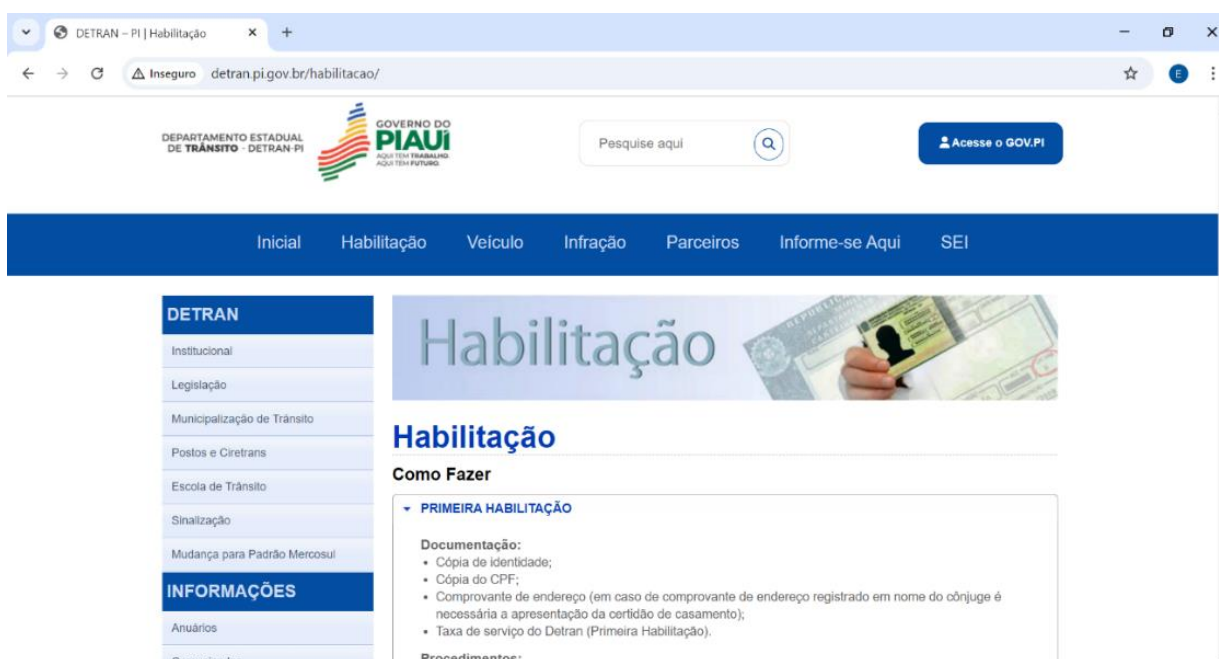 DETRAN – PI | Habilitação
Inseguro detran.pi.gov.br/habilitacao/
E
DEPARTAMENTO ESTADUAL
DE TRÂNSITO - DETRAN-PI
GOVERNO DO
PIAUÍ
AQUI TEM TRABALHO.
AQUI TEM FUTURO.
Pesquise aqui
Acesse o GOV.PI
Inicial Habilitação Veículo Infração Parceiros Informe-se Aqui SEI
DETRAN
Institucional
Legislação
Municipalização de Trânsito
Postos e Ciretrans
Escola de Trânsito
Sinalização
Mudança para Padrão Mercosul
INFORMAÇÕES
Anuários
Habilitação
Habilitação
Como Fazer
PRIMEIRA HABILITAÇÃO
Documentação:
• Cópia de identidade;
• Cópia do CPF;
• Comprovante de endereço (em caso de comprovante de endereço registrado em nome do cônjuge é
necessária a apresentação da certidão de casamento);
• Taxa de serviço do Detran (Primeira Habilitação).
Procedimentos: